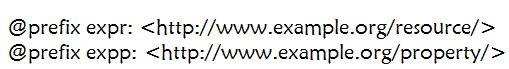 @prefix expr: <http://www.example.org/resource/>
@prefix expp: <http://www.example.org/property/>